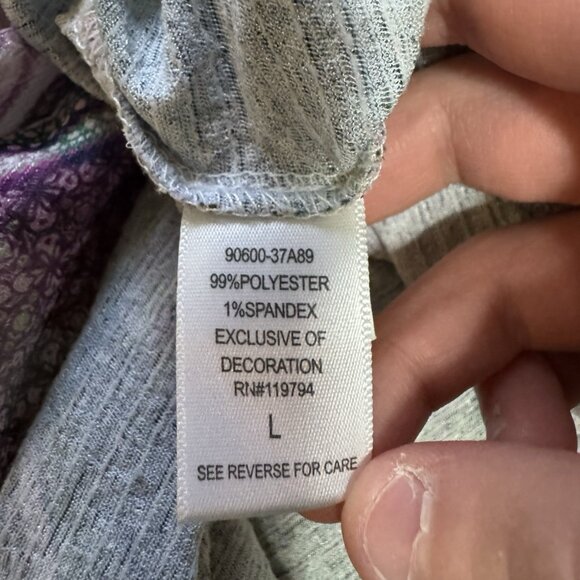 90600-37A89
99%POLYESTER
1%SPANDEX
EXCLUSIVE OF
DECORATION
RN#119794
L
SEE REVERSE FOR CARE